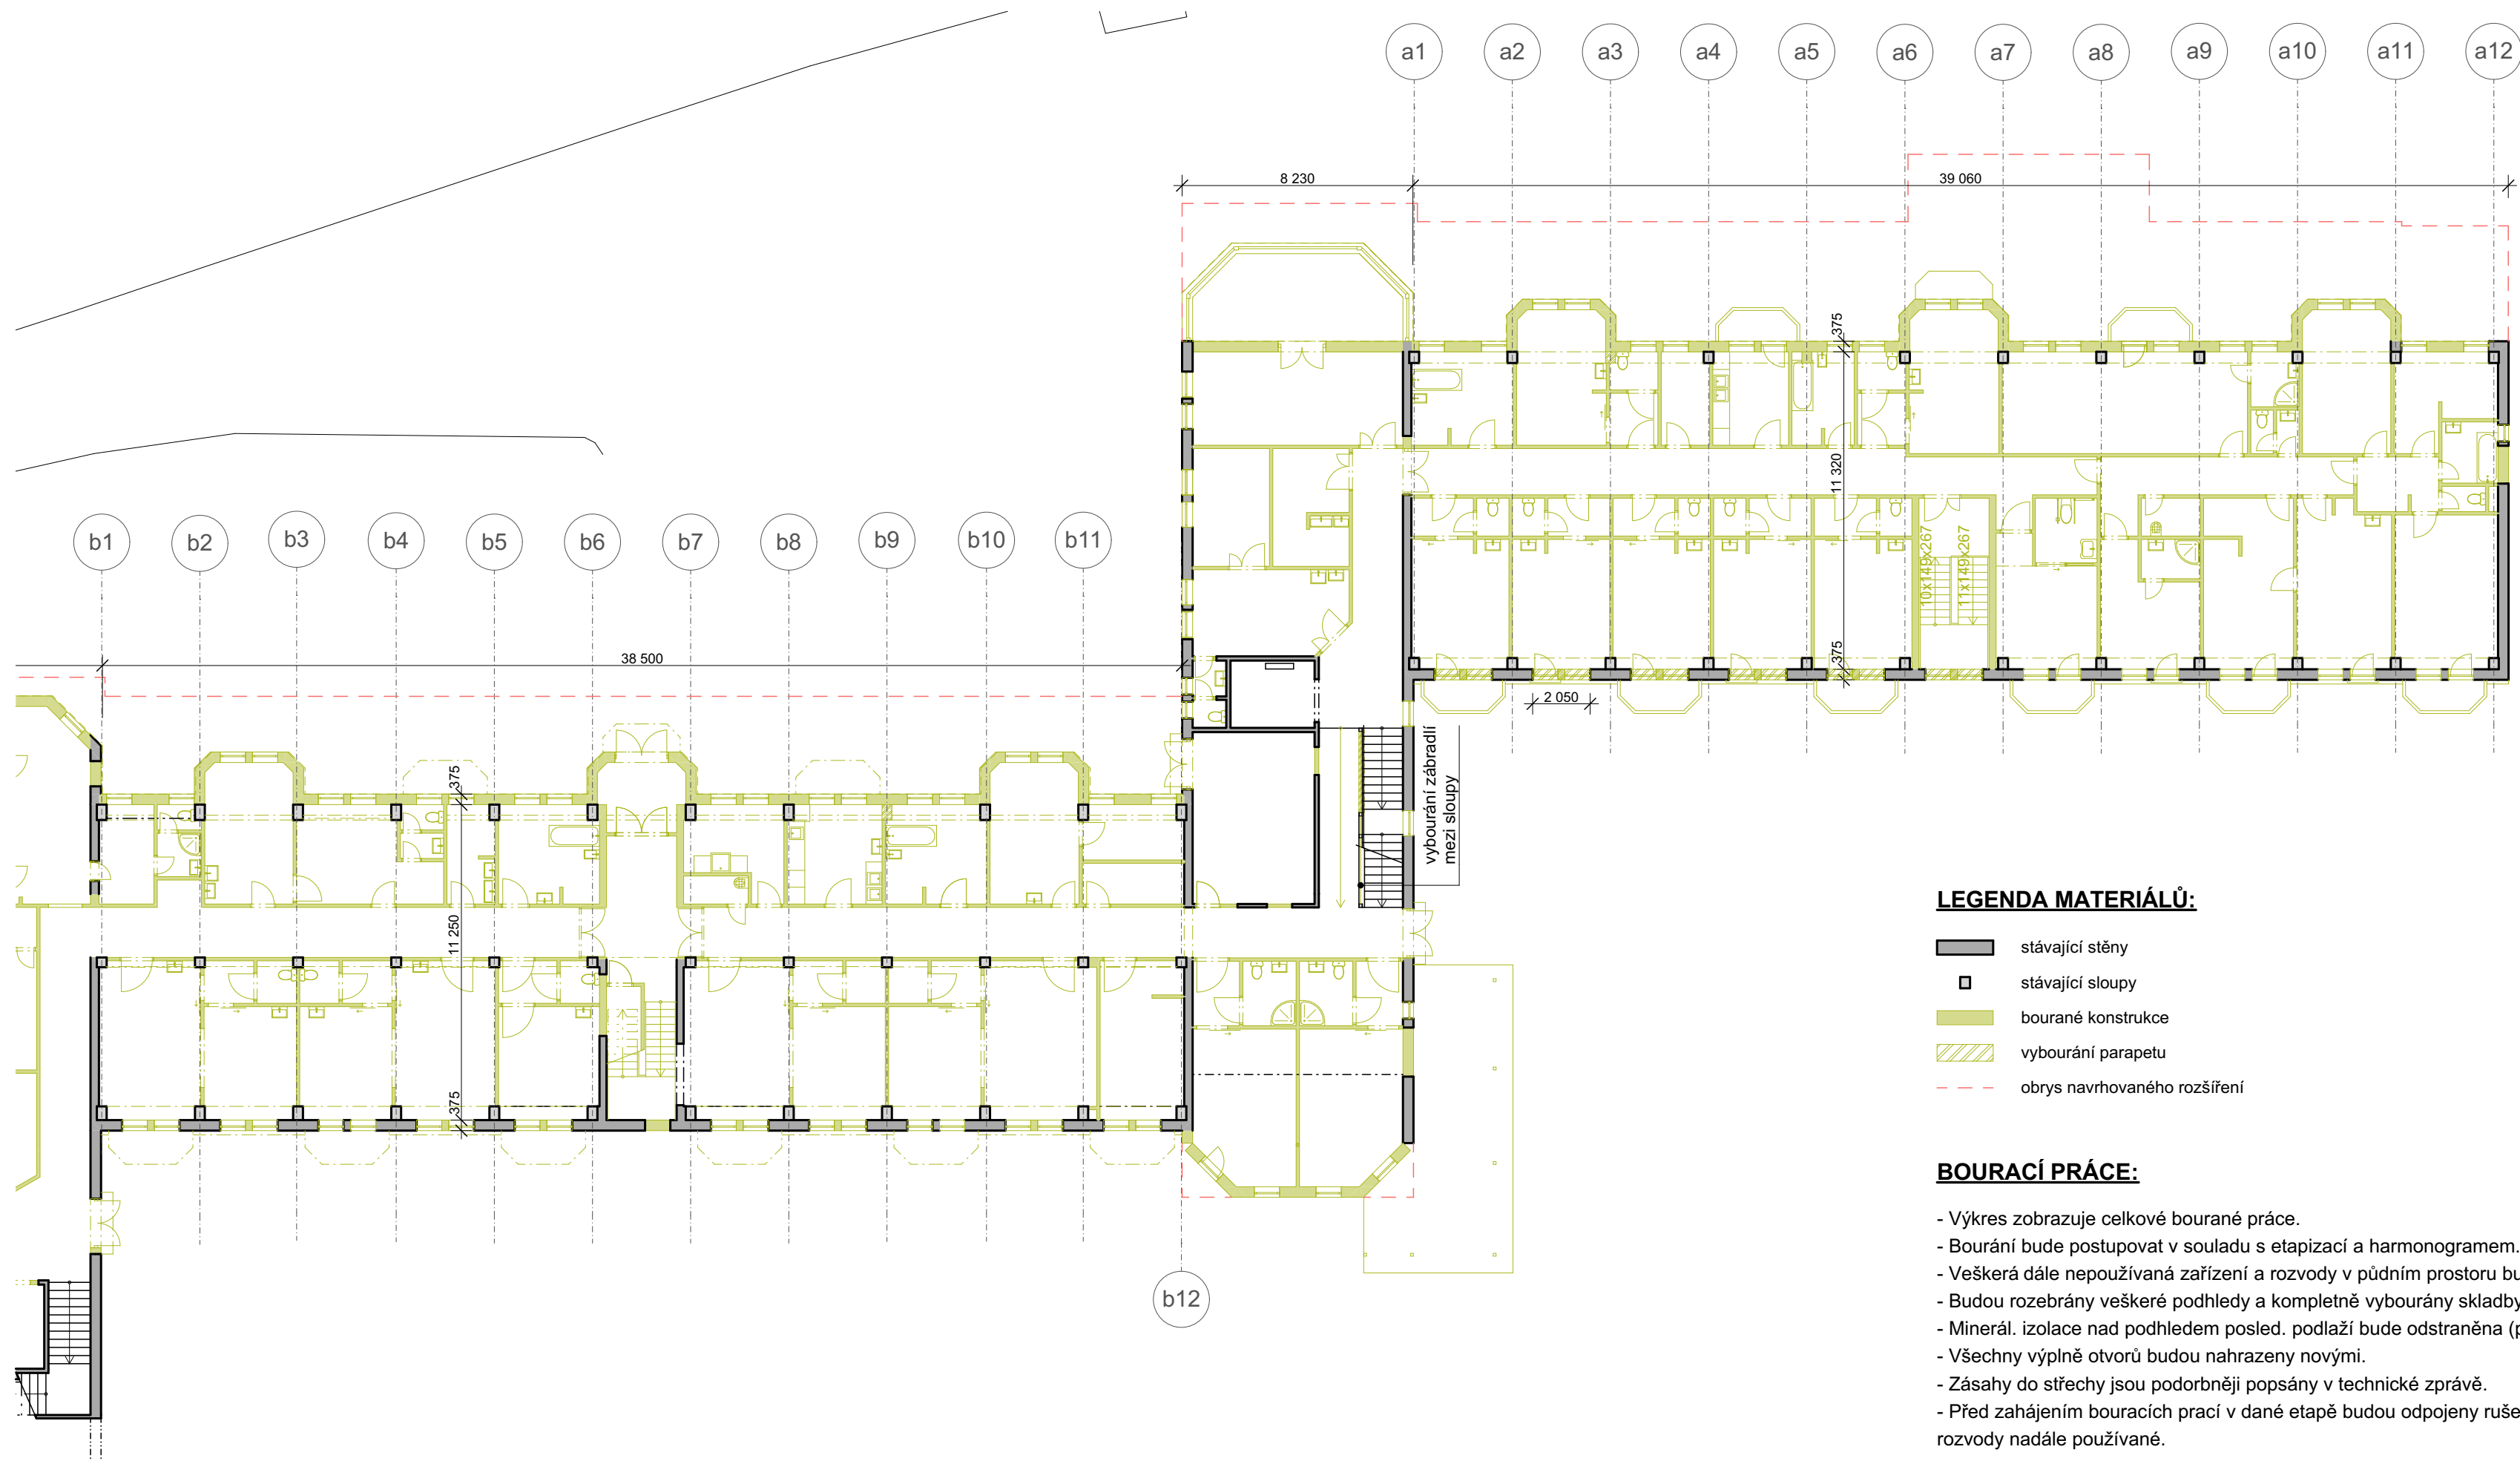 a1 a2 a3 a4 a5 a6 a7 a8 a9 a10 a11 a12
8 230
39 060
375
11 320
375
10x149x267
11x149x267
2 050
b1 b2 b3 b4 b5 b6 b7 b8 b9 b10 b11
38 500
375
11 250
375
vybourání zábradlí
mezi sloupy
b12
LEGENDA MATERIÁLŮ:
stávající stěny
stávající sloupy
bourané konstrukce
vybourání parapetu
obrys navrhovaného rozšíření
BOURACÍ PRÁCE:
- Výkres zobrazuje celkové bourané práce.
- Bourání bude postupovat v souladu s etapizací a harmonogramem.
- Veškerá dále nepoužívaná zařízení a rozvody v půdním prostoru bu
- Budou rozebrány veškeré podhledy a kompletně vybourány skladby
- Minerál. izolace nad podhledem posled. podlaží bude odstraněna (p
- Všechny výplně otvorů budou nahrazeny novými.
- Zásahy do střechy jsou podorbněji popsány v technické zprávě.
- Před zahájením bouracích prací v dané etapě budou odpojeny ruše
rozvody nadále používané.